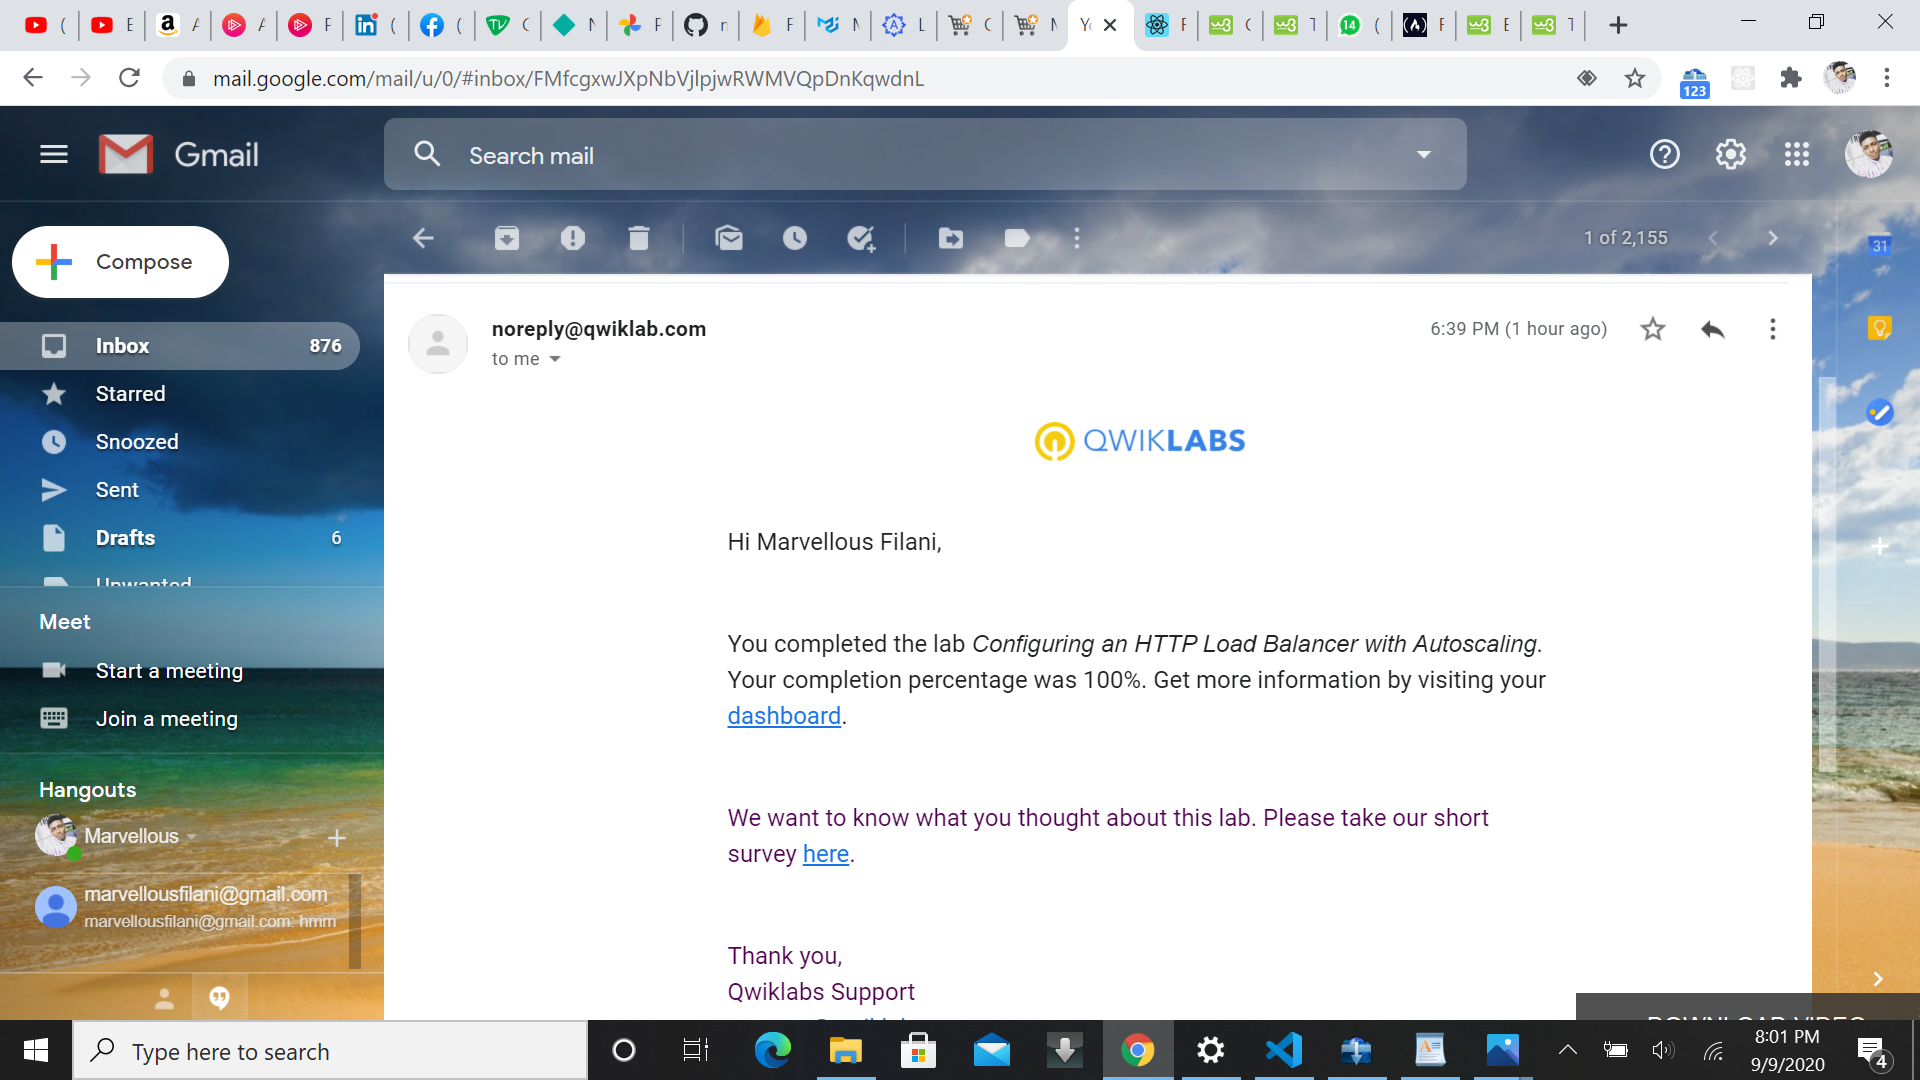 mail.google.com/mail/u/0/#inbox/FMfcgxwJXpNbVjlpjwRWMVQpDnKqwdnL
123
Gmail
Search mail
Compose
1 of 2,155
31
Inbox 876
Starred
Snoozed
Sent
Drafts 6
Unwanted
Meet
Start a meeting
Join a meeting
Hangouts
Marvellous
marvellousfilani@gmail.com
marvellousfilani@gmail.com: hmm
noreply@qwiklab.com
6:39 PM (1 hour ago)
to me
QWIKLABS
Hi Marvellous Filani,
You completed the lab Configuring an HTTP Load Balancer with Autoscaling.
Your completion percentage was 100%. Get more information by visiting your
dashboard.
We want to know what you thought about this lab. Please take our short
survey here.
Thank you,
Qwiklabs Support
DOWNLOAD VIDEO
Type here to search
8:01 PM
9/9/2020
4